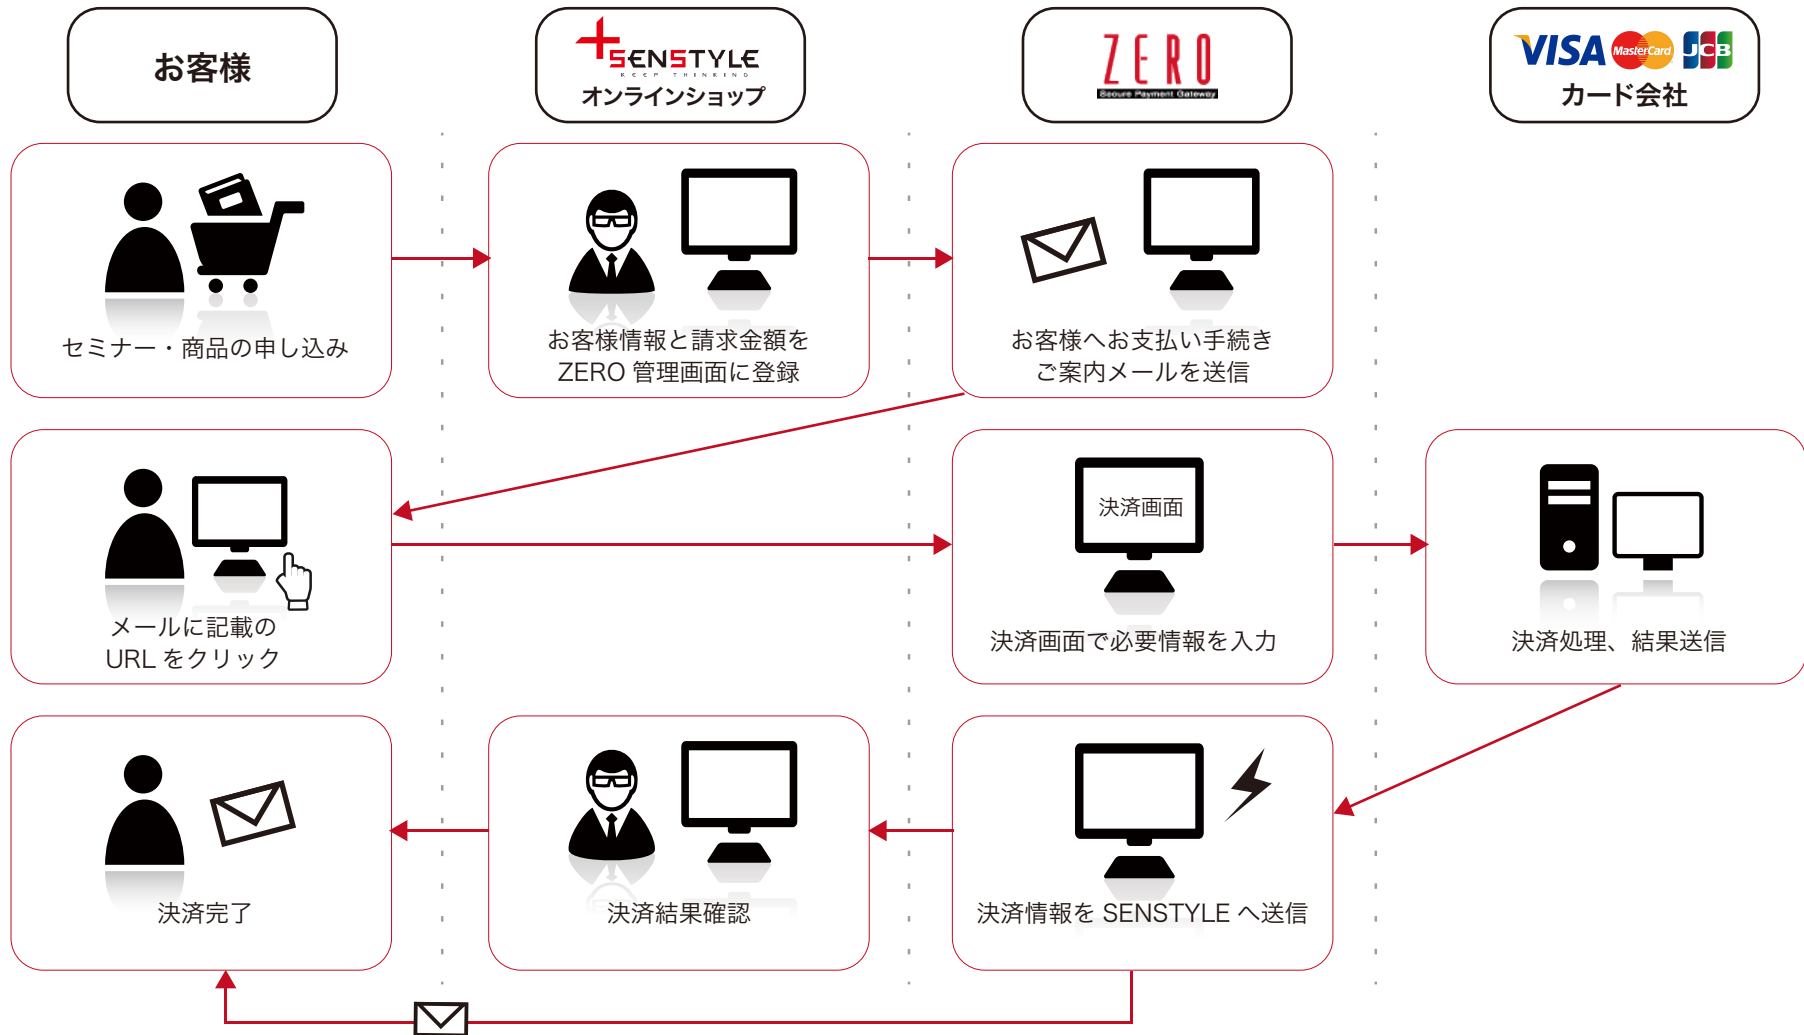 お客様
SENSTYLE
KEEP THINKING
オンラインショップ
ZERO
Secure Payment Gateway
VISA MasterCard JCB
カード会社
セミナー・商品の申し込み
お客様情報と請求金額を
ZERO 管理画面に登録
お客様へお支払い手続き
ご案内メールを送信
メールに記載の
URL をクリック
決済画面
決済画面で必要情報を入力
決済処理、結果送信
決済完了
決済結果確認
決済情報を SENSTYLE へ送信